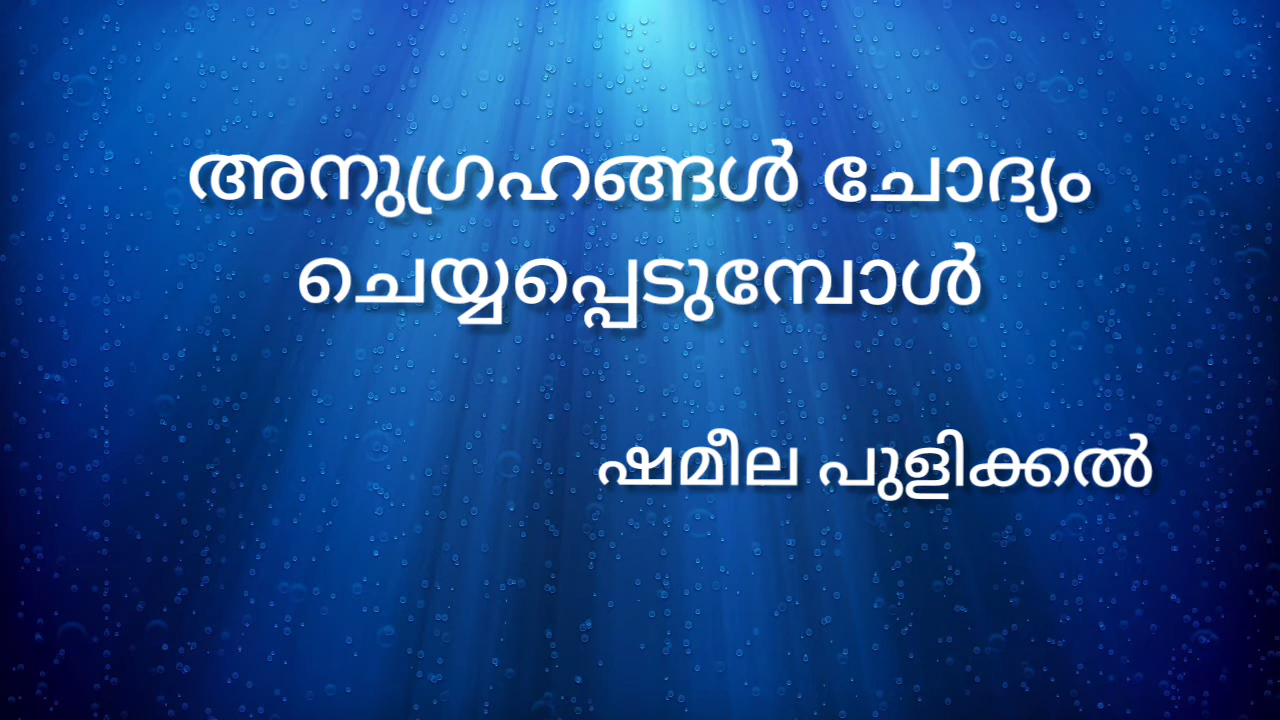 അനുഗ്രഹങ്ങൾ ചോദ്യം
ചെയ്യപ്പെടുമ്പോൾ
ഷമീല പുളിക്കൽ